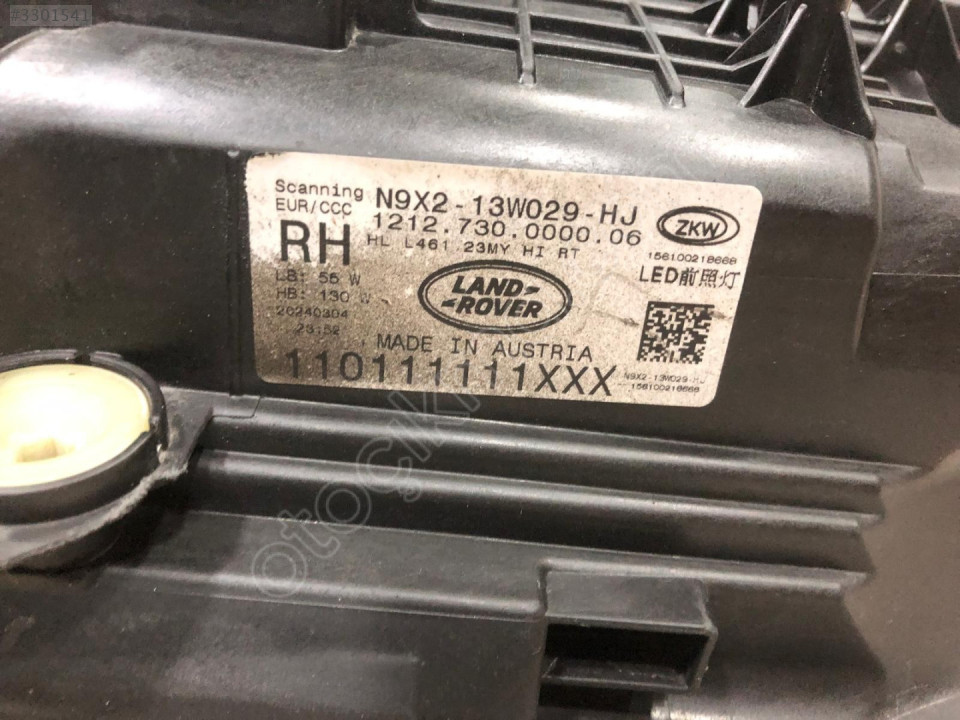 #3301541
Scanning N9X2-13W029-HJ
EUR/CCC 1212.730.0000.06
RH HL L461 23MY HI RT
LB: 55 W
HB: 130 W
20240304
23:52
ZKW
156100218668
LED前照灯
LAND-
-ROVER
MADE IN AUSTRIA
110111111XXX
N9X2-13W029-HJ
156100218668
otoçıkma